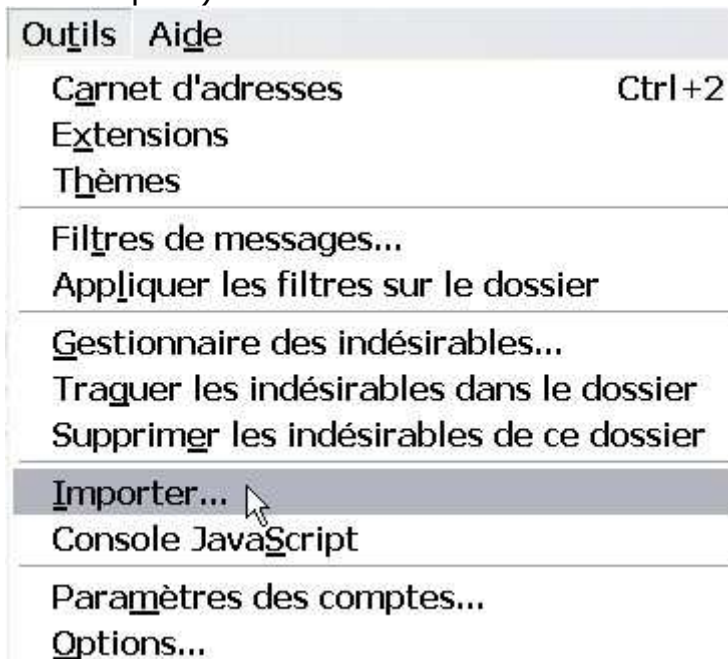 Outils Aide
Carnet d'adresses Ctrl+2
Extensions
Thèmes
Filtres de messages...
Appliquer les filtres sur le dossier
Gestionnaire des indésirables...
Traquer les indésirables dans le dossier
Supprimer les indésirables de ce dossier
Importer...
Console JavaScript
Paramètres des comptes...
Options...